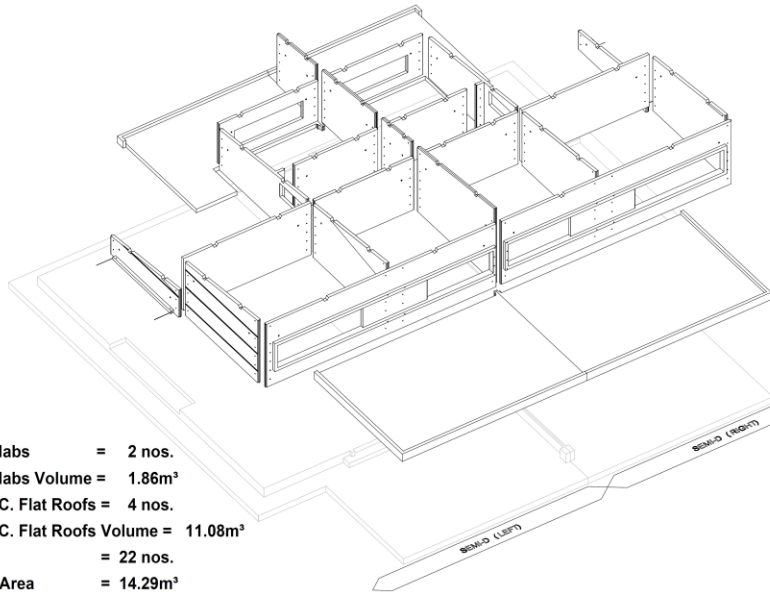 SEMI-D (RIGHT)
SEMI-D (LEFT)
labs = 2 nos.
labs Volume = 1.86m³
C. Flat Roofs = 4 nos.
C. Flat Roofs Volume = 11.08m³
= 22 nos.
Area = 14.29m³